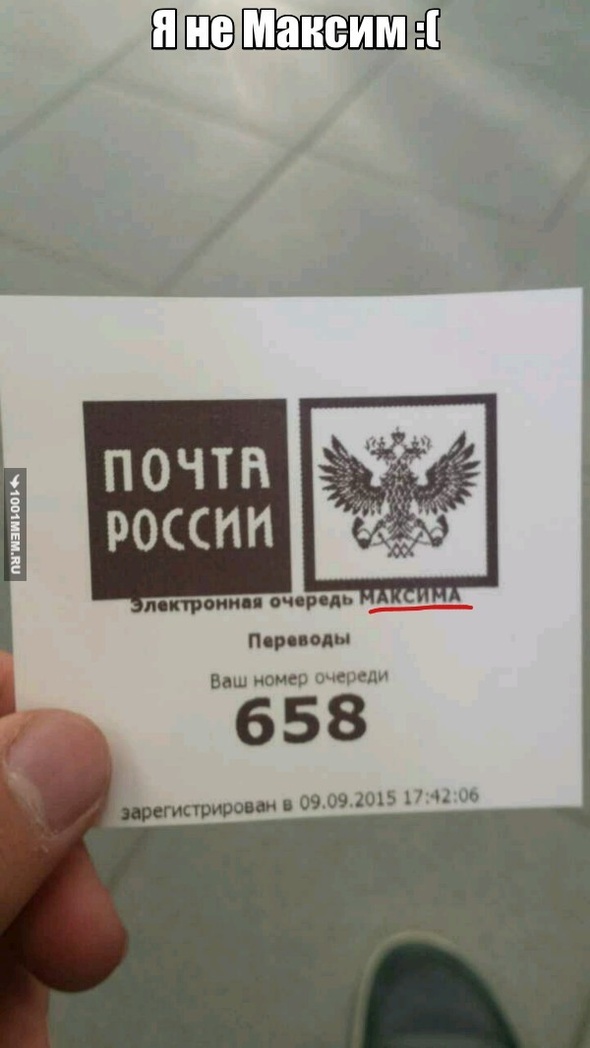 Я не Максим :(
ПОЧТА
РОССИИ
Электронная очередь МАКСИМА
Переводы
Ваш номер очереди
658
зарегистрирован в 09.09.2015 17:42:06
1001MEM.RU